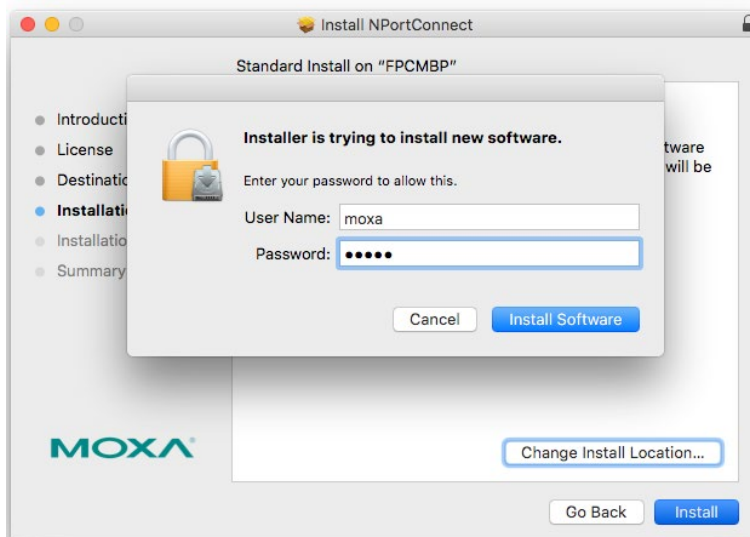 Install NPortConnect
Standard Install on “FPCMBP”
Introducti
License
Destinatio
Installati
Installatio
Summary
tware
will be
Installer is trying to install new software.
Enter your password to allow this.
User Name: moxa
Password: •••••
Cancel
Install Software
MOXA®
Change Install Location...
Go Back
Install